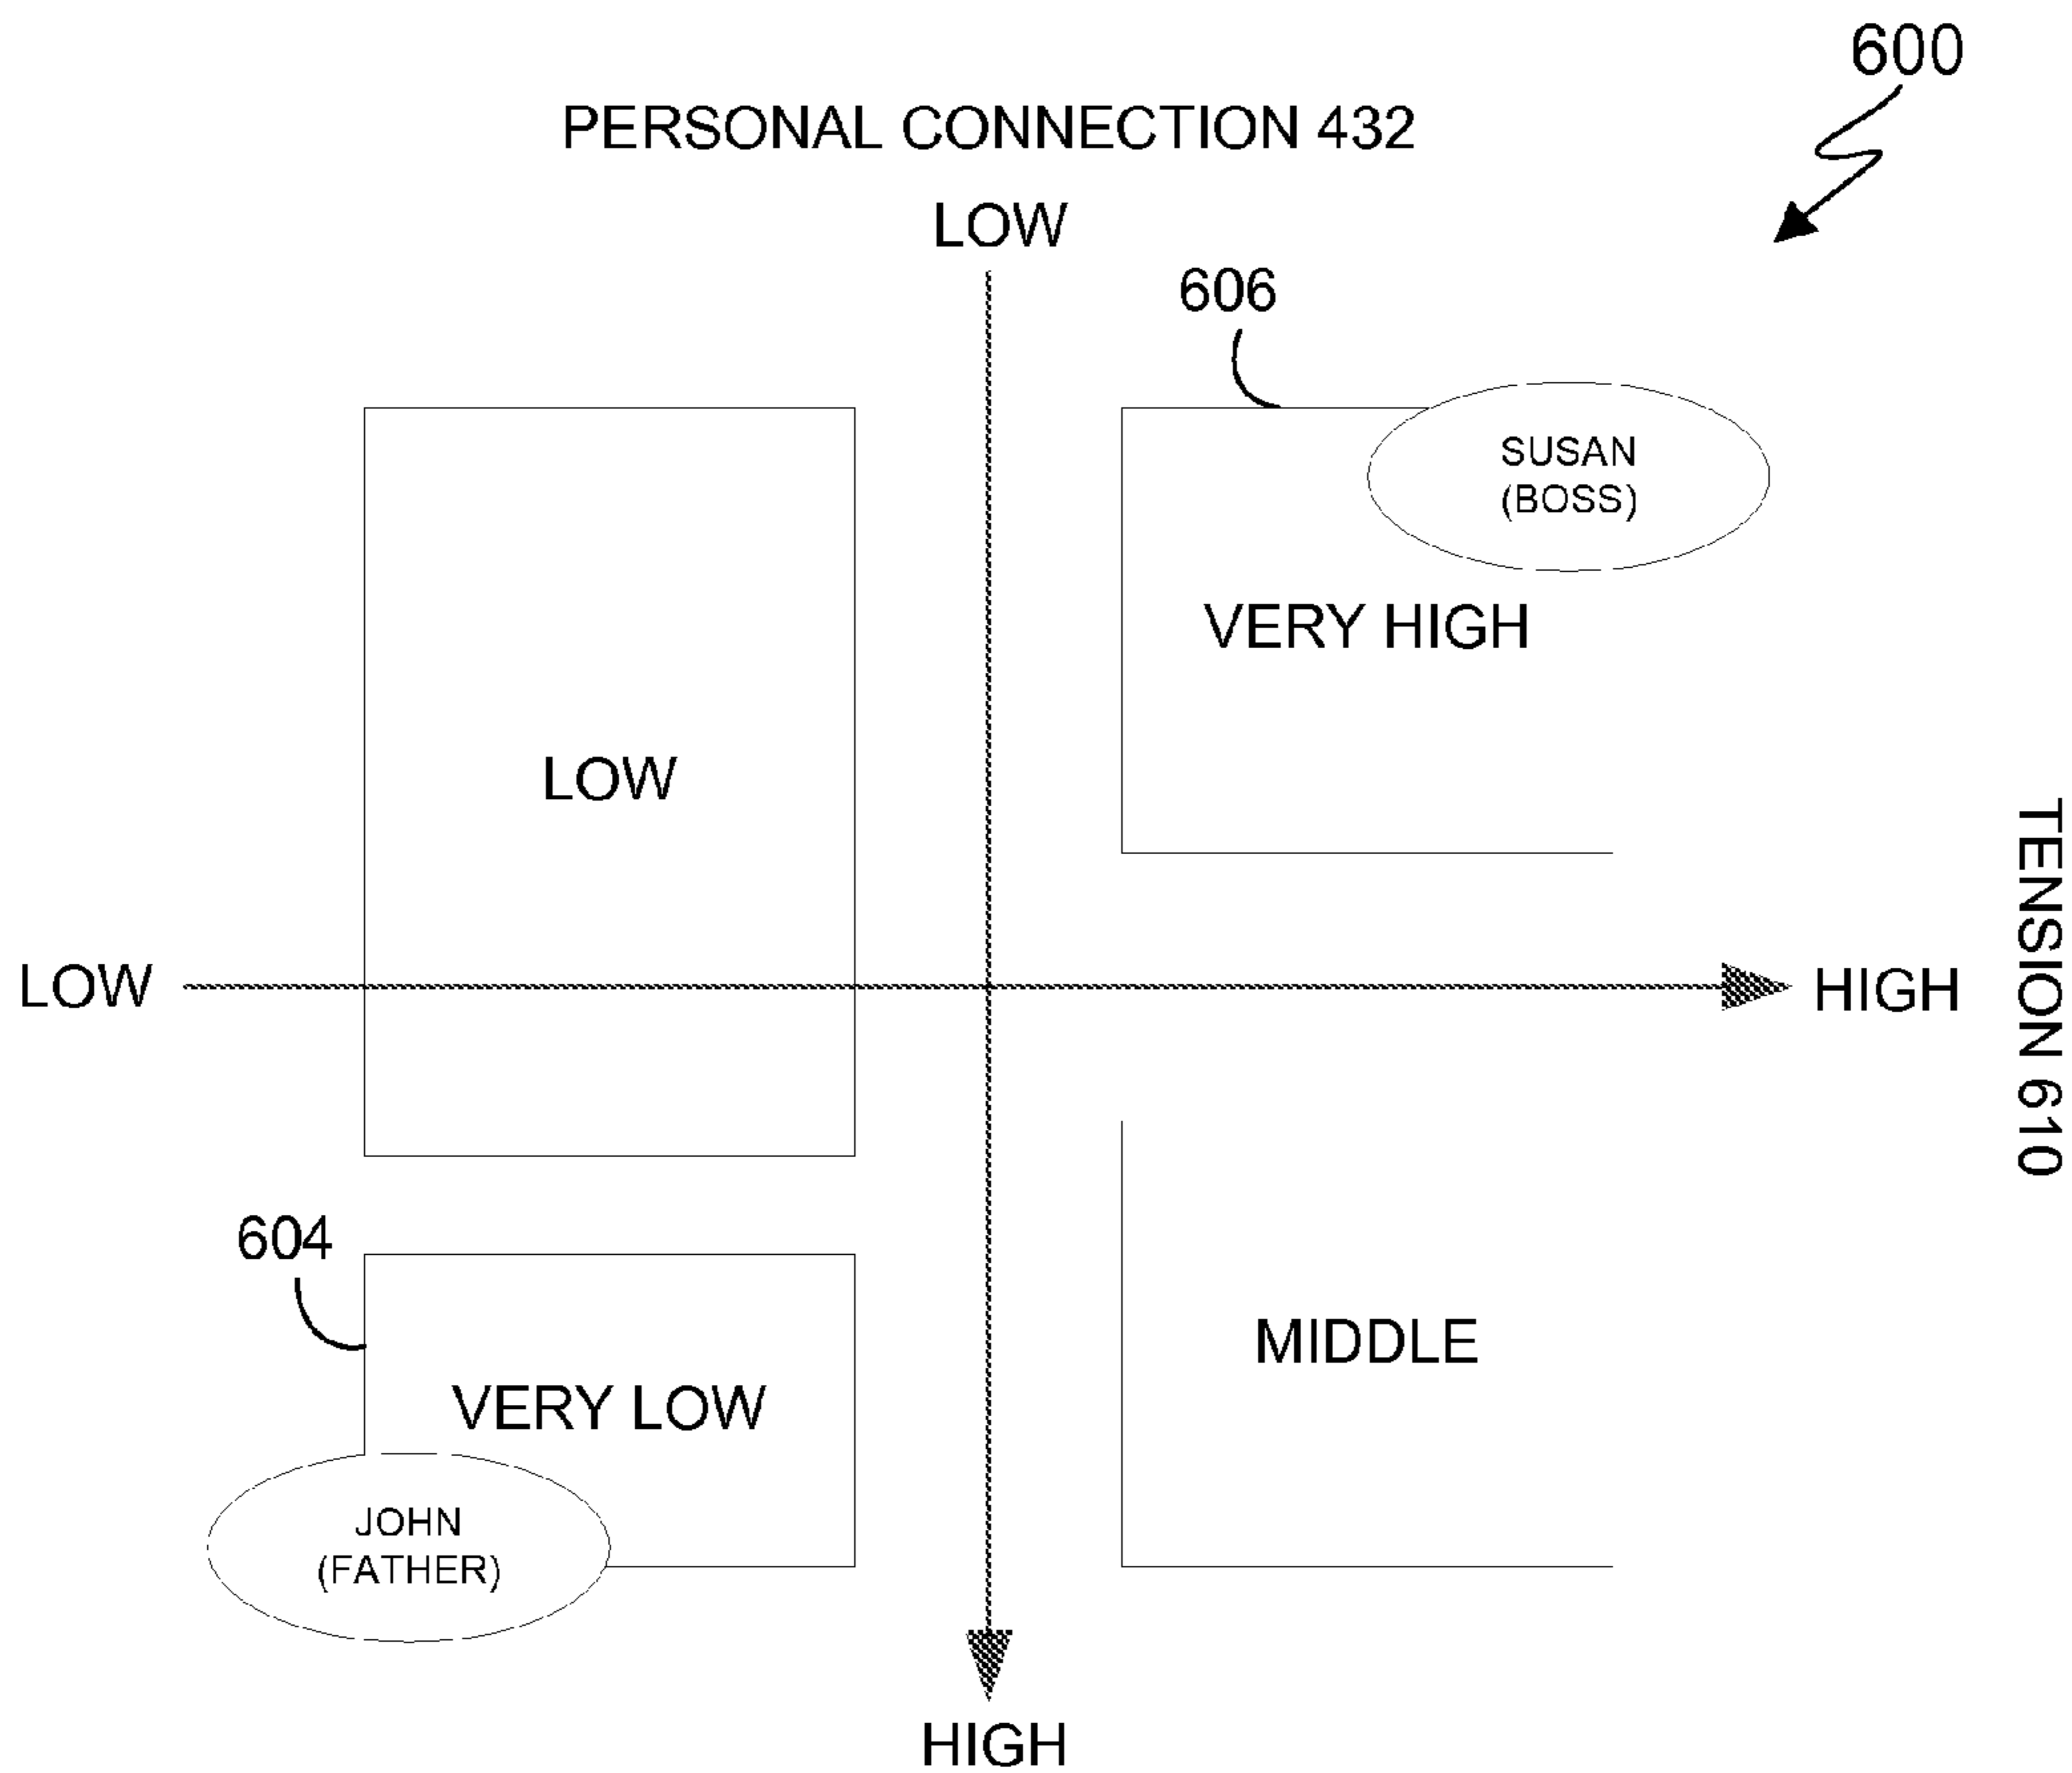 600
PERSONAL CONNECTION 432
LOW
606
SUSAN
(BOSS)
VERY HIGH
LOW
LOW
HIGH
TENSION 610
604
MIDDLE
VERY LOW
JOHN
(FATHER)
HIGH